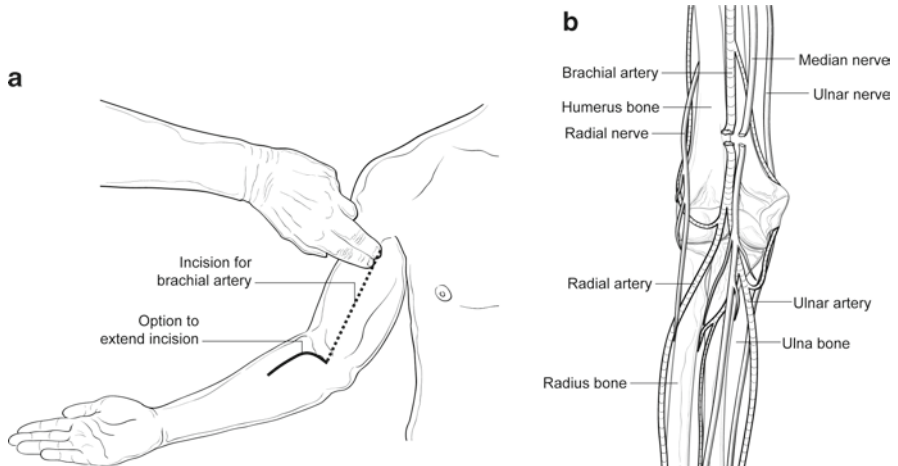 a
Incision for
brachial artery
Option to
extend incision
b
Brachial artery
Humerus bone
Radial nerve
Median nerve
Ulnar nerve
Radial artery
Radius bone
Ulnar artery
Ulna bone